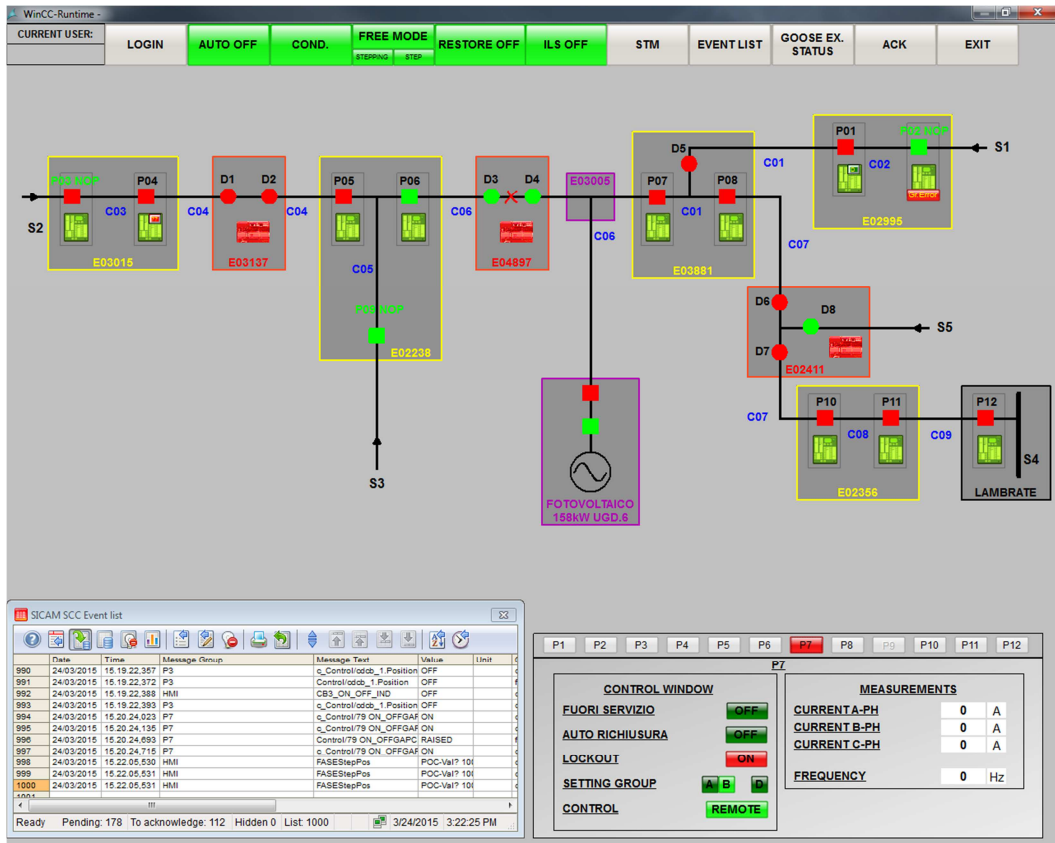 WinCC-Runtime -
CURRENT USER:
LOGIN
AUTO OFF
COND.
FREE MODE
STEPPING STEP
RESTORE OFF
ILS OFF
STM
EVENT LIST
GOOSE EX.
STATUS
ACK
EXIT
P01
C02
S1
E02995
D5
C01
P07
P08
C01
E03881
P04
C03
S2
E03015
D1 D2
C04
C04
E03137
P05
P06
C05
E02238
S3
D3 D4
C06
E04897
E03005
C06
C07
D6
D8
S5
D7
E02411
C07
P10
P11
C08
E02356
C09
P12
S4
LAMBRATE
FOTOVOLTAICO
158kW UGD.6
SICAM SCC Event list
Date Time Message Group Message Text Value Unit
990 24/03/2015 15.19.22,357 P3 c_Control/cdcb_1.Position OFF
991 24/03/2015 15.19.22,372 P3 Control/cdcb_1.Position OFF
992 24/03/2015 15.19.22,388 HMI CB3_ON_OFF_IND OFF
993 24/03/2015 15.19.22,393 P3 c_Control/cdcb_1.Position OFF
994 24/03/2015 15.20.24,023 P7 c_Control/79 ON_OFFGAF ON
995 24/03/2015 15.20.24,135 P7 c_Control/79 ON_OFFGAF ON
996 24/03/2015 15.20.24,693 P7 Control/79 ON_OFFGAPC RAISED
997 24/03/2015 15.20.24,715 P7 c_Control/79 ON_OFFGAF ON
998 24/03/2015 15.22.05,530 HMI FASEStepPos POC-Val? 100
999 24/03/2015 15.22.05,531 HMI FASEStepPos POC-Val? 100
1000 24/03/2015 15.22.05,531 HMI FASEStepPos POC-Val? 100
Ready Pending: 178 To acknowledge: 112 Hidden 0 List: 1000 3/24/2015 3:22:25 PM
P1 P2 P3 P4 P5 P6 P7 P8 P9 P10 P11 P12
P7
CONTROL WINDOW
FUORI SERVIZIO OFF
AUTO RICHIUSURA OFF
LOCKOUT ON
SETTING GROUP A B D
CONTROL REMOTE
MEASUREMENTS
CURRENT A-PH 0 A
CURRENT B-PH 0 A
CURRENT C-PH 0 A
FREQUENCY 0 Hz